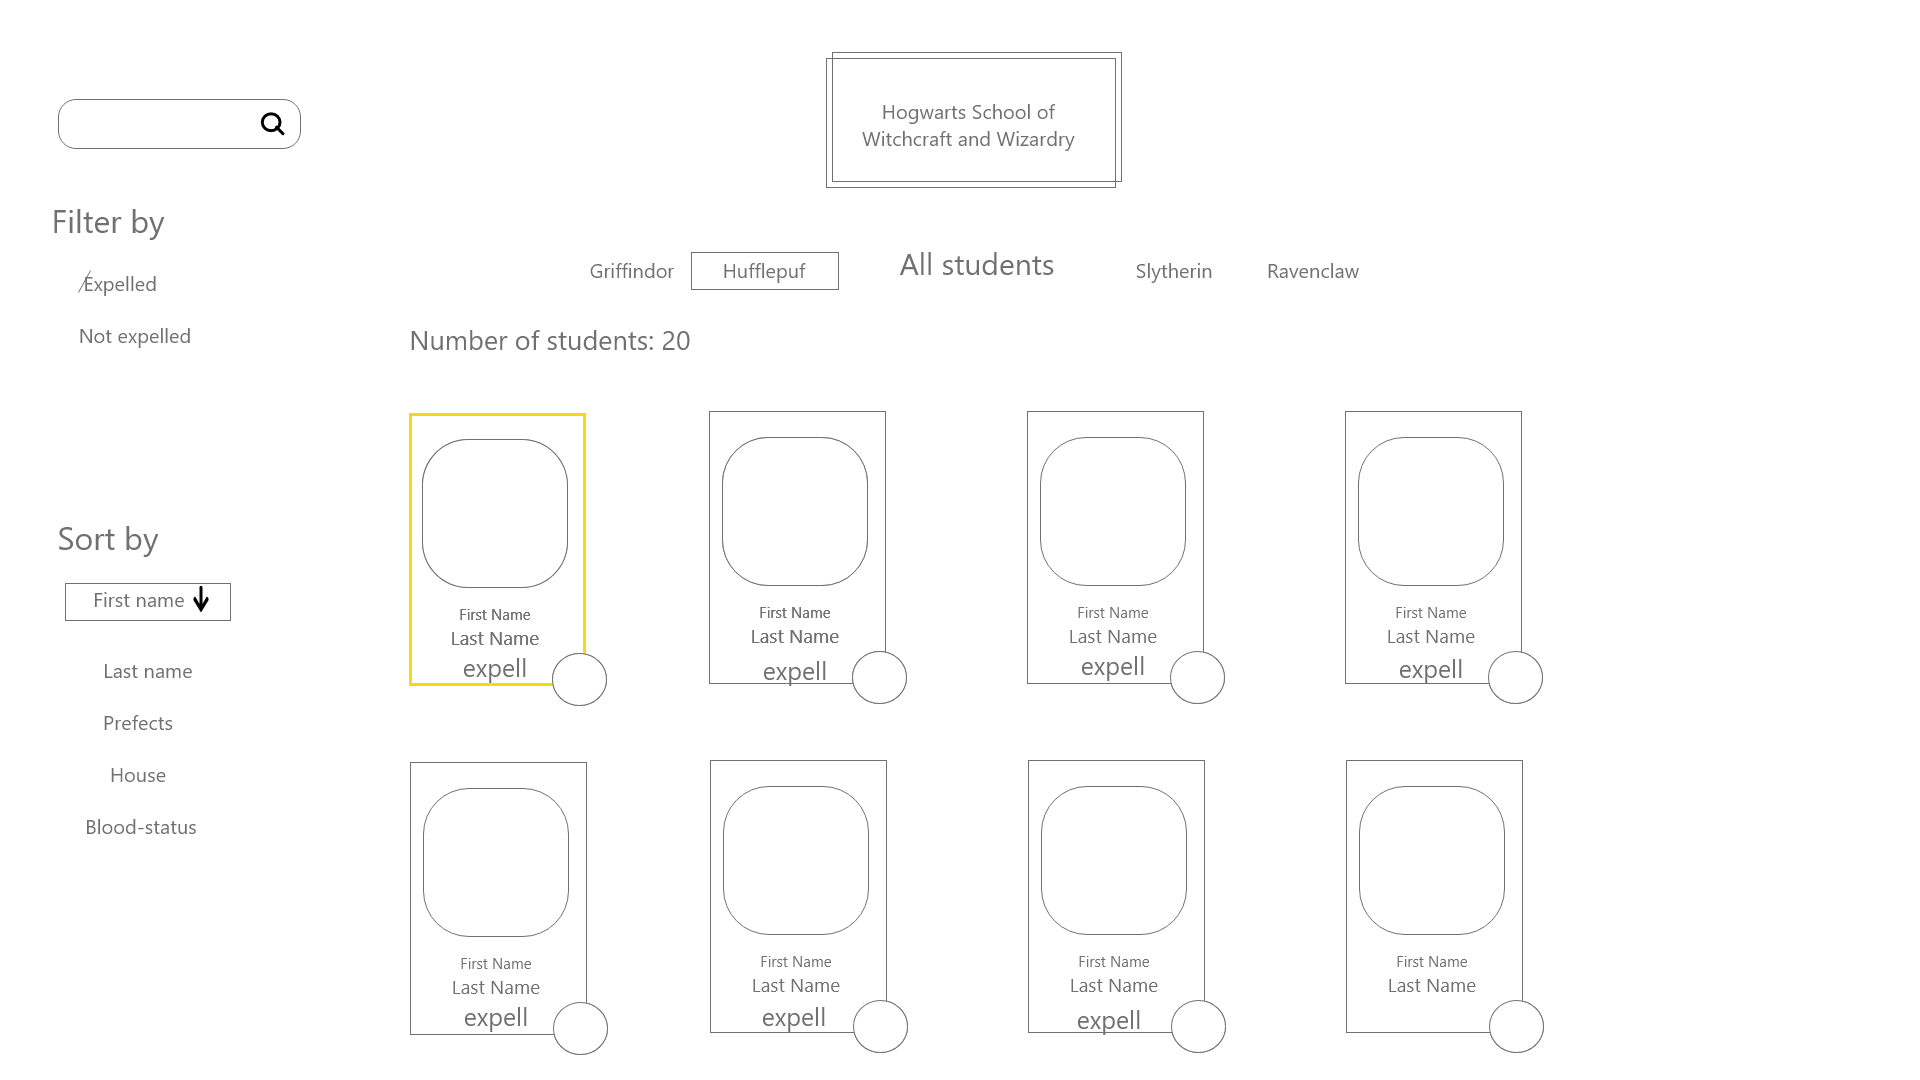 Hogwarts School of
Witchcraft and Wizardry
Filter by
Expelled
Not expelled
Griffindor
Hufflepuf
All students
Slytherin
Ravenclaw
Number of students: 20
Sort by
First name
Last name
Prefects
House
Blood-status
First Name
Last Name
expell
First Name
Last Name
expell
First Name
Last Name
expell
First Name
Last Name
expell
First Name
Last Name
expell
First Name
Last Name
expell
First Name
Last Name
expell
First Name
Last Name